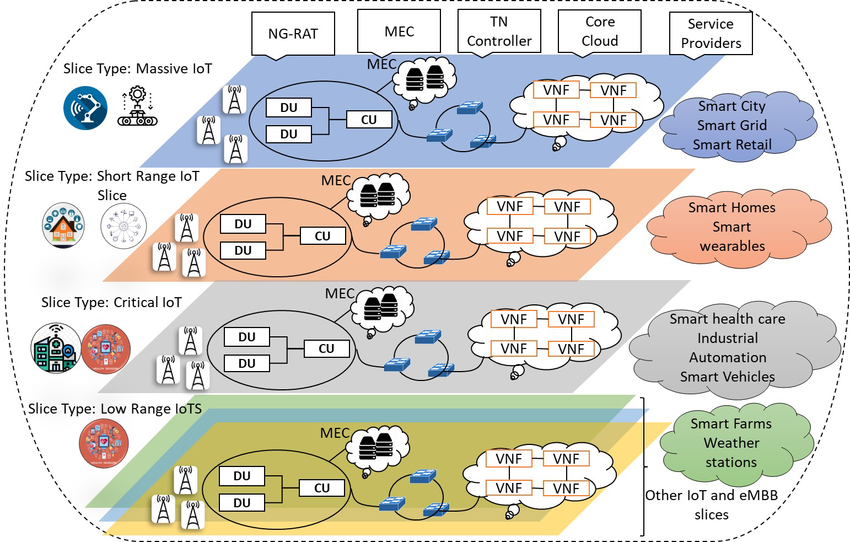 NG-RAT
MEC
TN
Controller
Core
Cloud
Service
Providers
Slice Type: Massive IoT
MEC
DU
DU
CU
VNF
VNF
VNF
VNF
Smart City
Smart Grid
Smart Retail
Slice Type: Short Range IoT
Slice
MEC
DU
DU
CU
VNF
VNF
VNF
VNF
Smart Homes
Smart
wearables
Slice Type: Critical IoT
MEC
DU
DU
CU
VNF
VNF
VNF
VNF
Smart health care
Industrial
Automation
Smart Vehicles
Slice Type: Low Range IoTS
MEC
DU
DU
CU
VNF
VNF
VNF
VNF
Smart Farms
Weather
stations
Other IoT and eMBB
slices